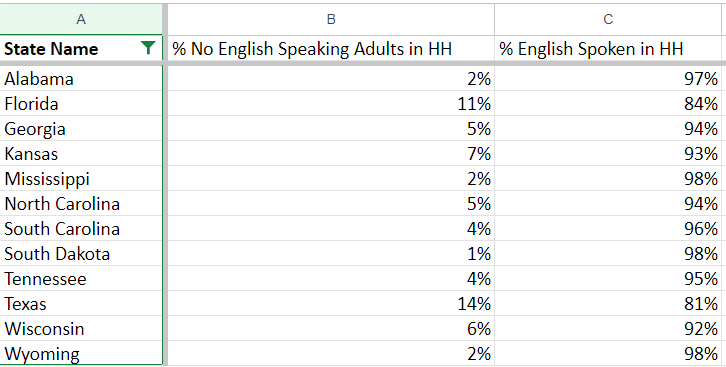 A B C
State Name % No English Speaking Adults in HH % English Spoken in HH
Alabama 2% 97%
Florida 11% 84%
Georgia 5% 94%
Kansas 7% 93%
Mississippi 2% 98%
North Carolina 5% 94%
South Carolina 4% 96%
South Dakota 1% 98%
Tennessee 4% 95%
Texas 14% 81%
Wisconsin 6% 92%
Wyoming 2% 98%